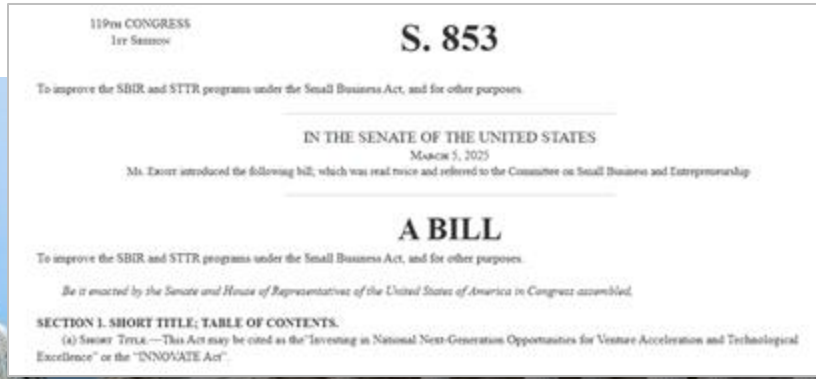 119TH CONGRESS
1ST SESSION
S. 853
To improve the SBIR and STTR programs under the Small Business Act, and for other purposes.
IN THE SENATE OF THE UNITED STATES
MARCH 5, 2025
Ms. ERNST introduced the following bill; which was read twice and referred to the Committee on Small Business and Entrepreneurship
A BILL
To improve the SBIR and STTR programs under the Small Business Act, and for other purposes.
Be it enacted by the Senate and House of Representatives of the United States of America in Congress assembled,
SECTION 1. SHORT TITLE; TABLE OF CONTENTS.
(a) SHORT TITLE.—This Act may be cited as the “Investing in National Next-Generation Opportunities for Venture Acceleration and Technological
Excellence” or the “INNOVATE Act”.